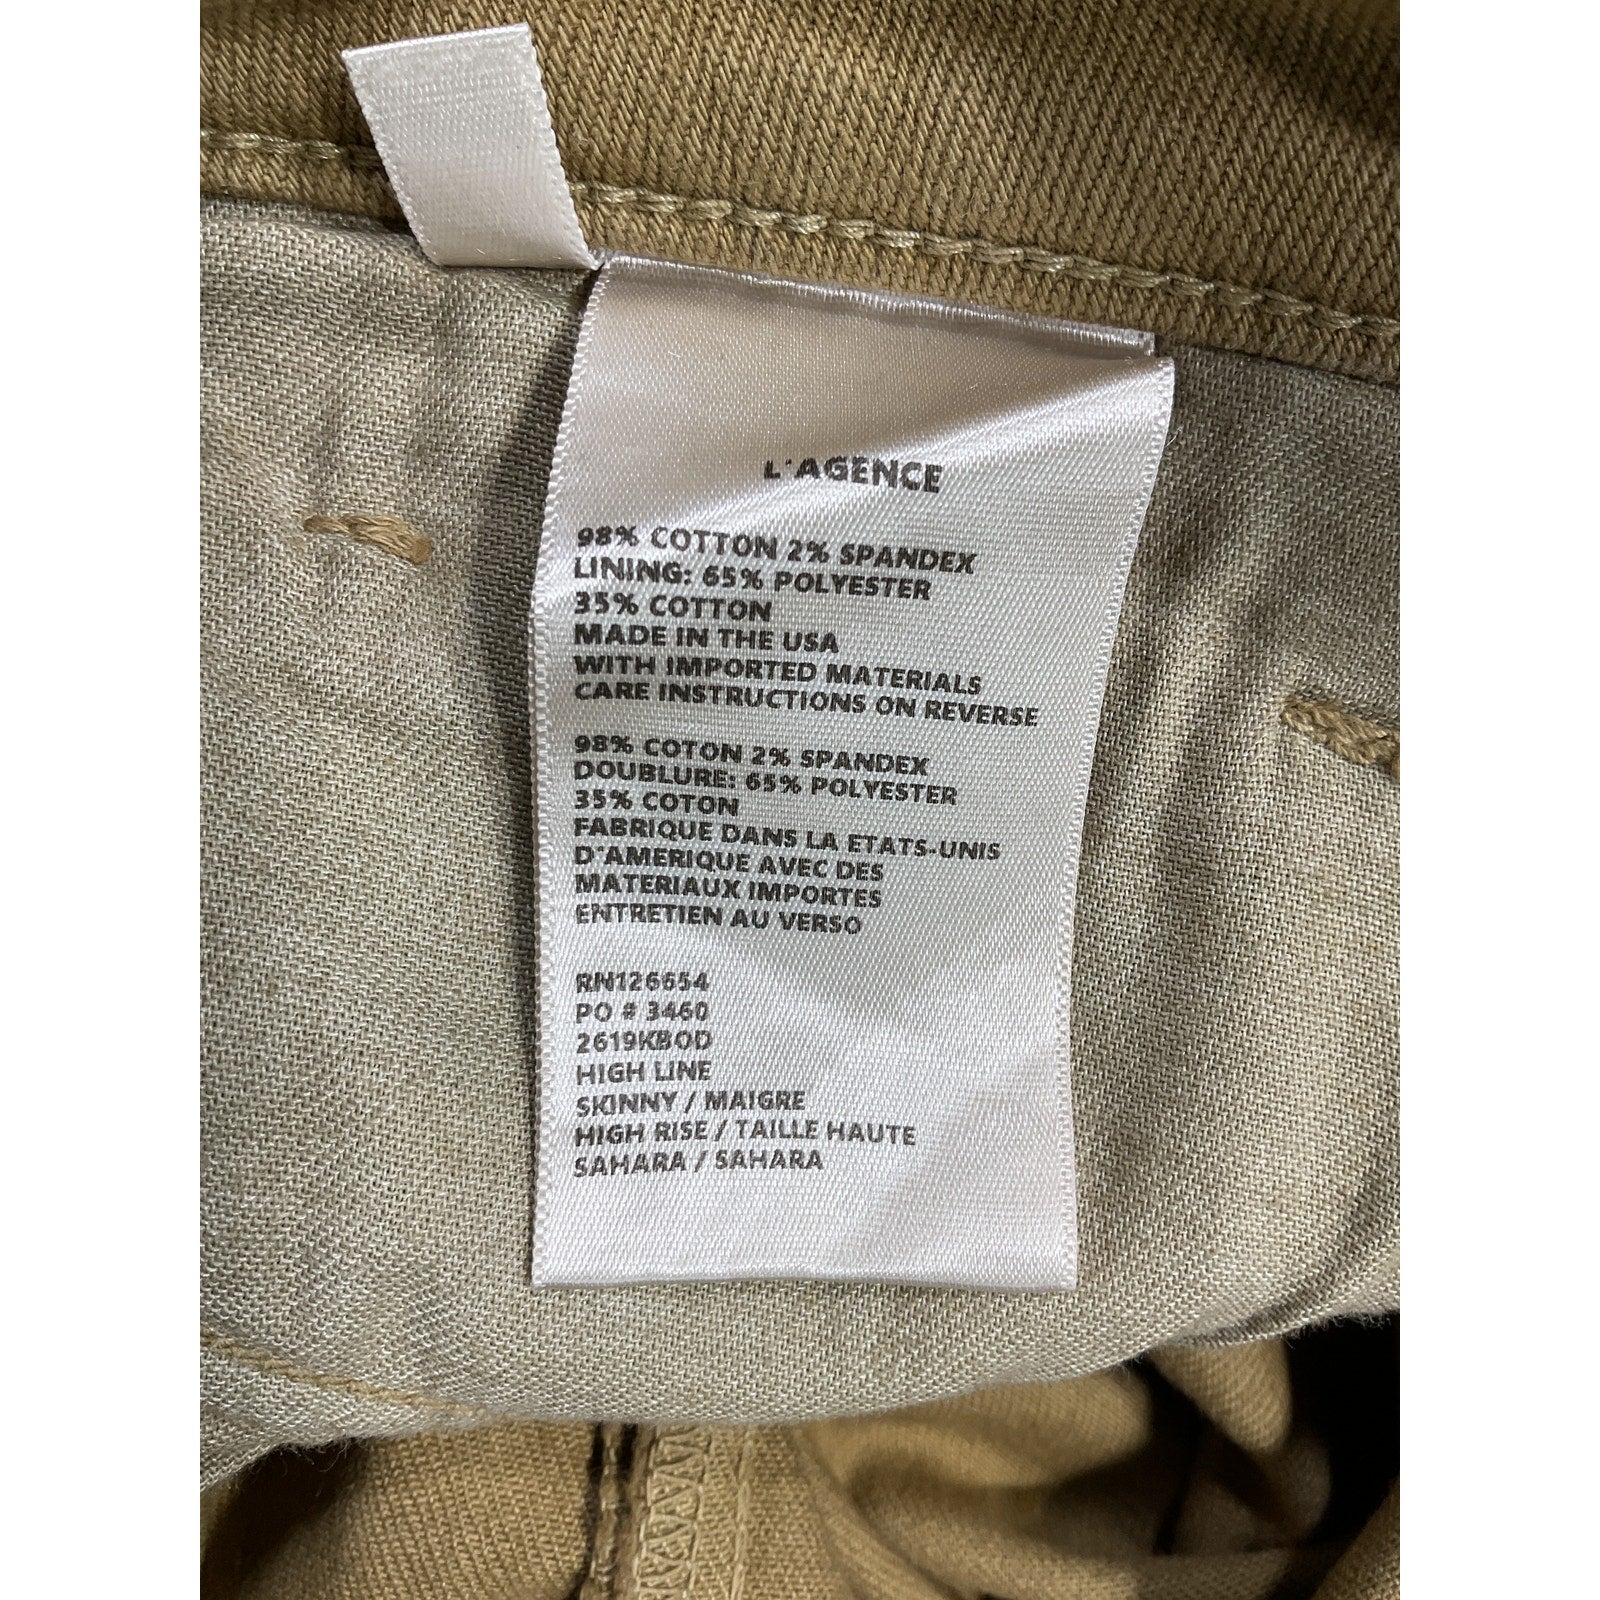 L'AGENCE
98% COTTON 2% SPANDEX
LINING: 65% POLYESTER
35% COTTON
MADE IN THE USA
WITH IMPORTED MATERIALS
CARE INSTRUCTIONS ON REVERSE
98% COTON 2% SPANDEX
DOUBLURE: 65% POLYESTER
35% COTON
FABRIQUE DANS LA ETATS-UNIS
D'AMERIQUE AVEC DES
MATERIAUX IMPORTES
ENTRETIEN AU VERSO
RN126654
PO # 3460
2619KBOD
HIGH LINE
SKINNY / MAIGRE
HIGH RISE / TAILLE HAUTE
SAHARA / SAHARA